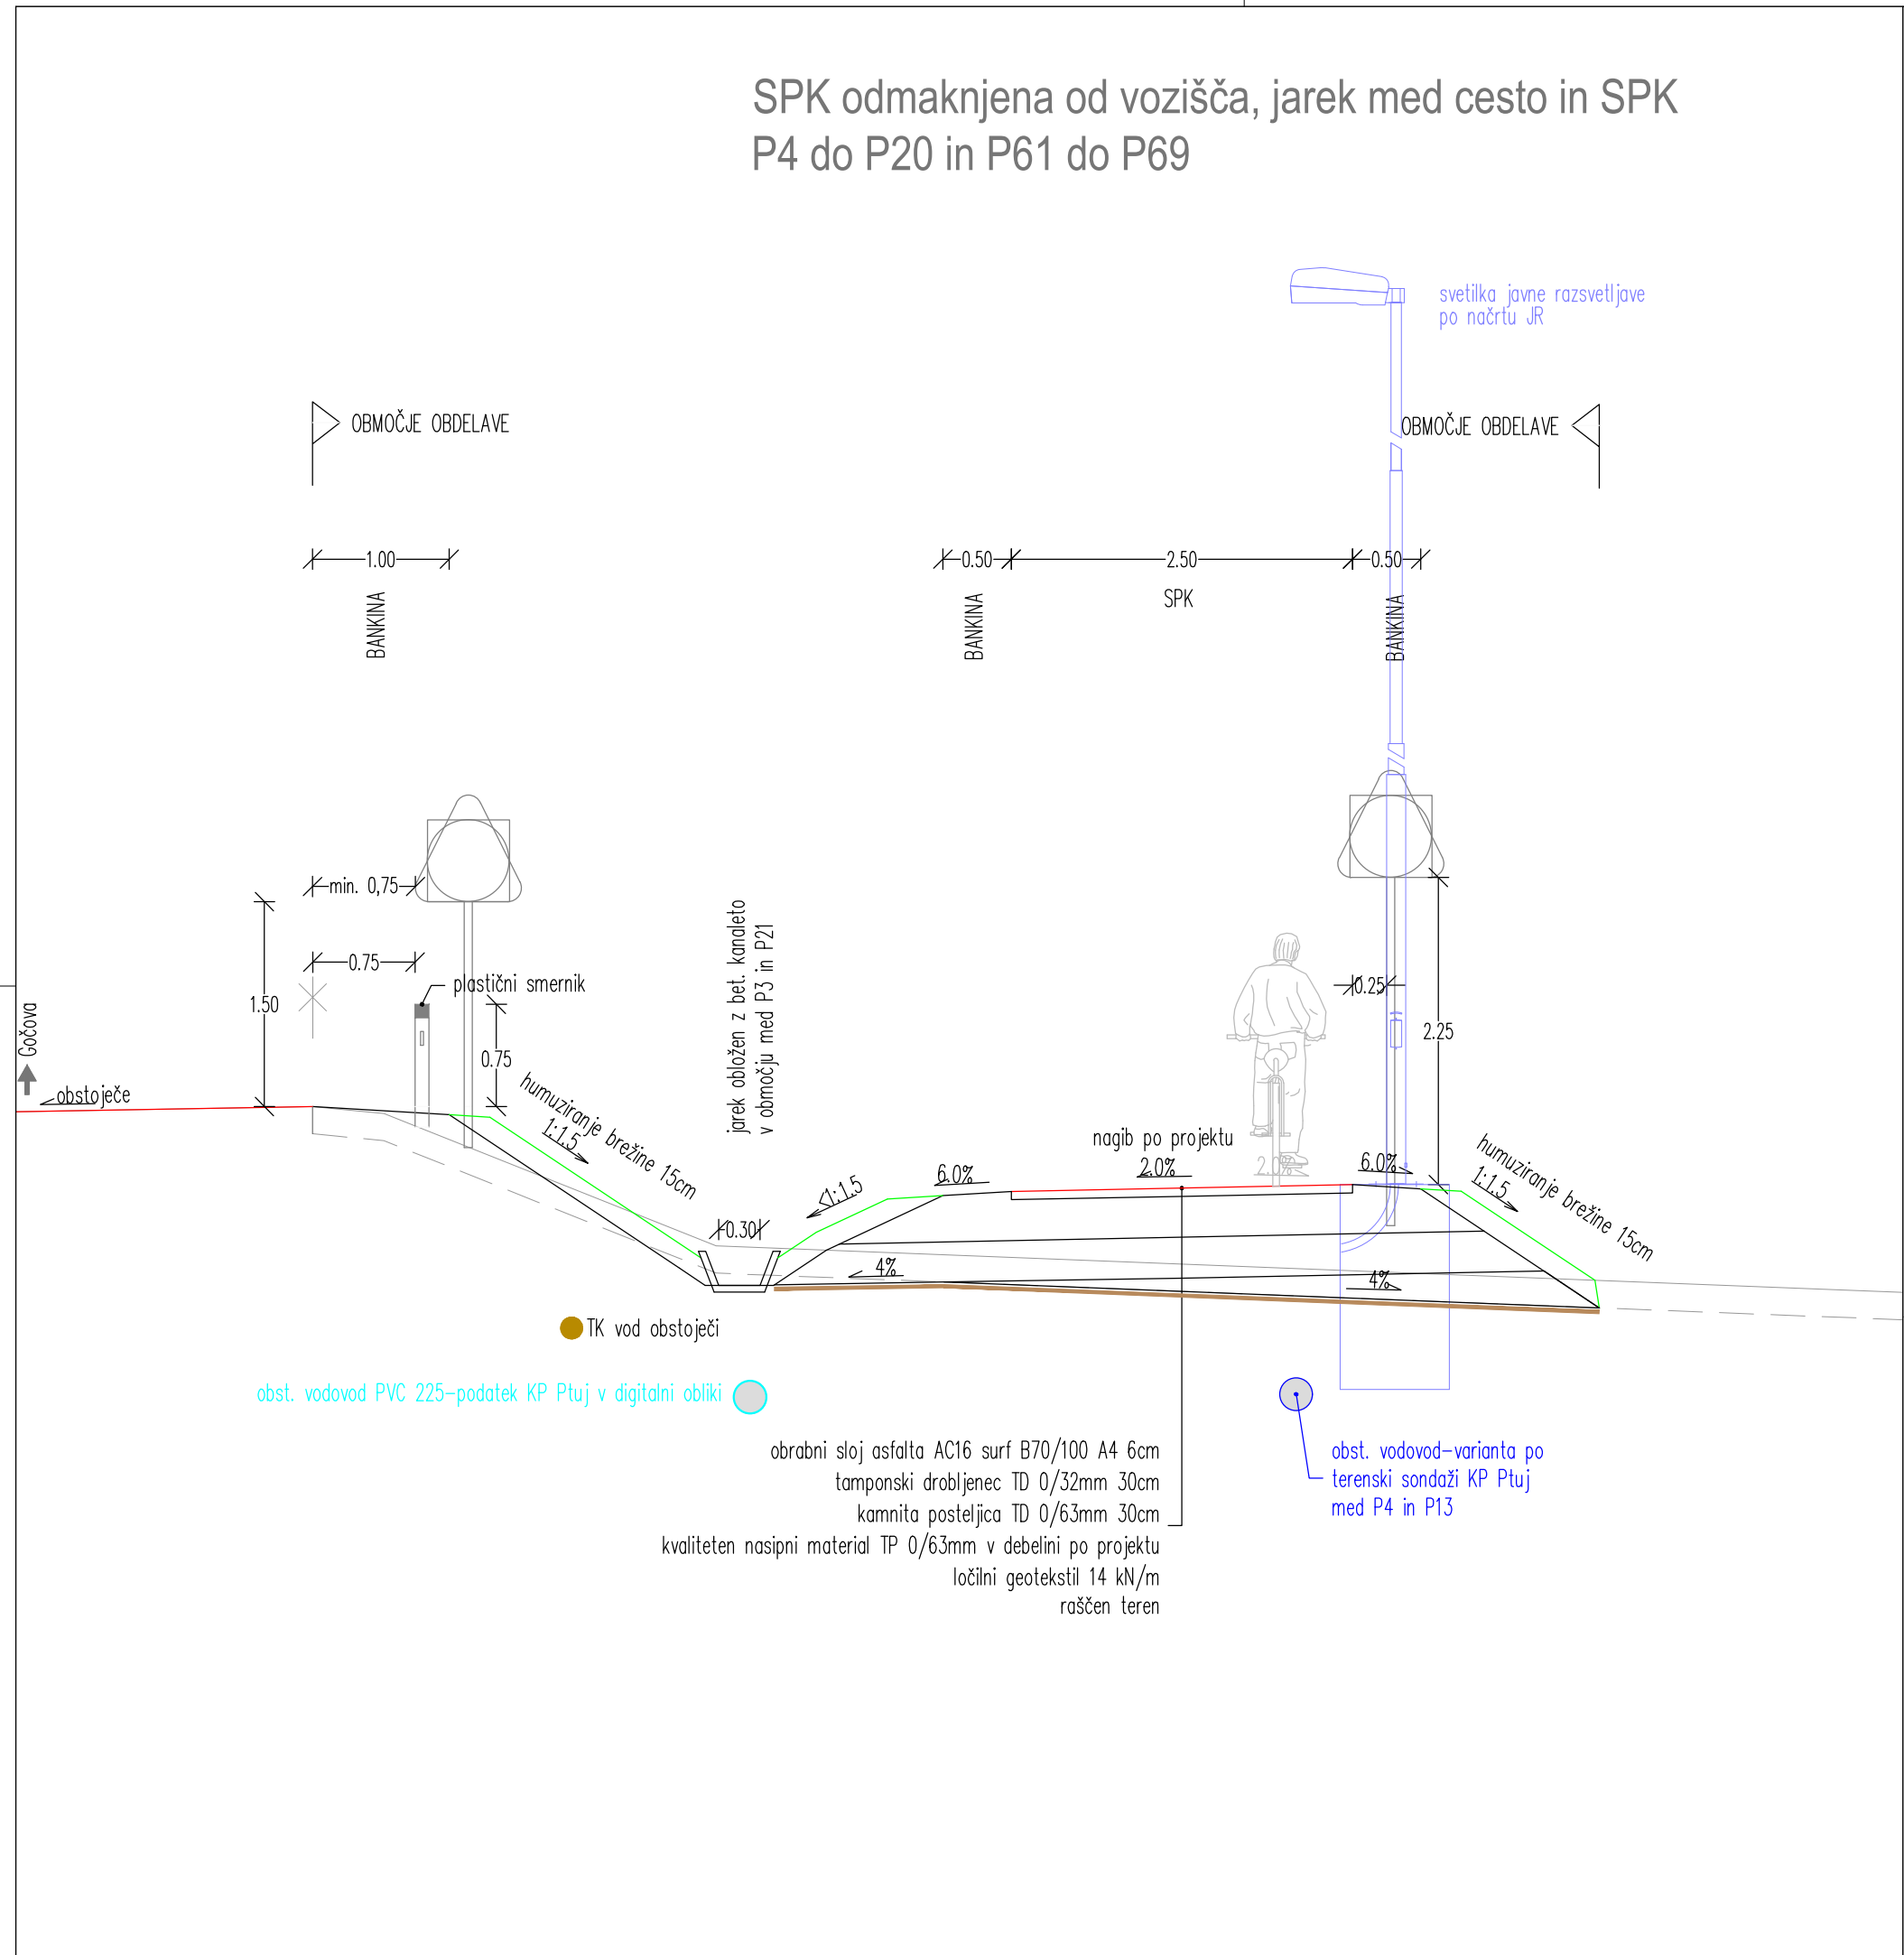 SPK odmaknjena od vozišča, jarek med cesto in SPK
P4 do P20 in P61 do P69
svetilka javne razsvetljave
po načrtu JR
OBMOČJE OBDELAVE
OBMOČJE OBDELAVE
1.00
0.50
2.50
0.50
BANKINA
BANKINA
SPK
BANKINA
min. 0,75
0.75
plastični smernik
1.50
0.75
Gočova
obstoječe
humuziranje brežine 15cm
1:1.5
jarek obložen z bet. kanaleto
v območju med P3 in P21
0.25
2.25
nagib po projektu
<1:1.5
6.0%
2.0%
2.0%
6.0%
humuziranje brežine 15cm
1:1.5
0.30
4%
4%
TK vod obstoječi
obst. vodovod PVC 225-podatek KP Ptuj v digitalni obliki
obrabni sloj asfalta AC16 surf B70/100 A4 6cm
tamponski drobljenec TD 0/32mm 30cm
kamnita posteljica TD 0/63mm 30cm
kvaliteten nasipni material TP 0/63mm v debelini po projektu
ločilni geotekstil 14 kN/m
raščen teren
obst. vodovod-varianta po
terenski sondaži KP Ptuj
med P4 in P13